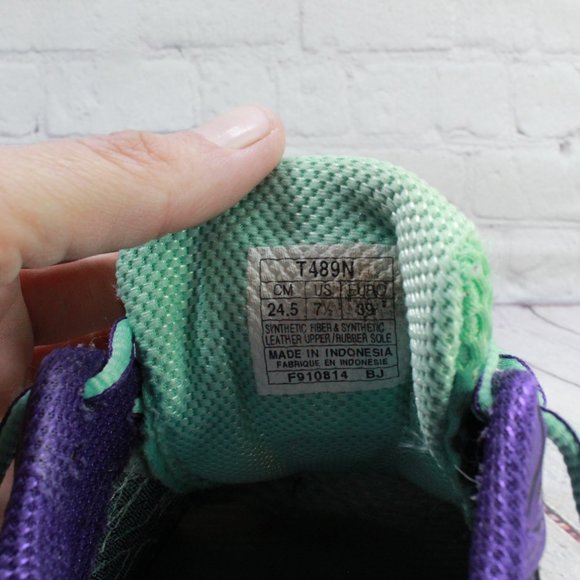 T489N
CM US EURO
24.5 7½ 39
SYNTHETIC FIBER & SYNTHETIC
LEATHER UPPER/RUBBER SOLE
MADE IN INDONESIA
FABRIQUE EN INDONESIE
F910814 BJ